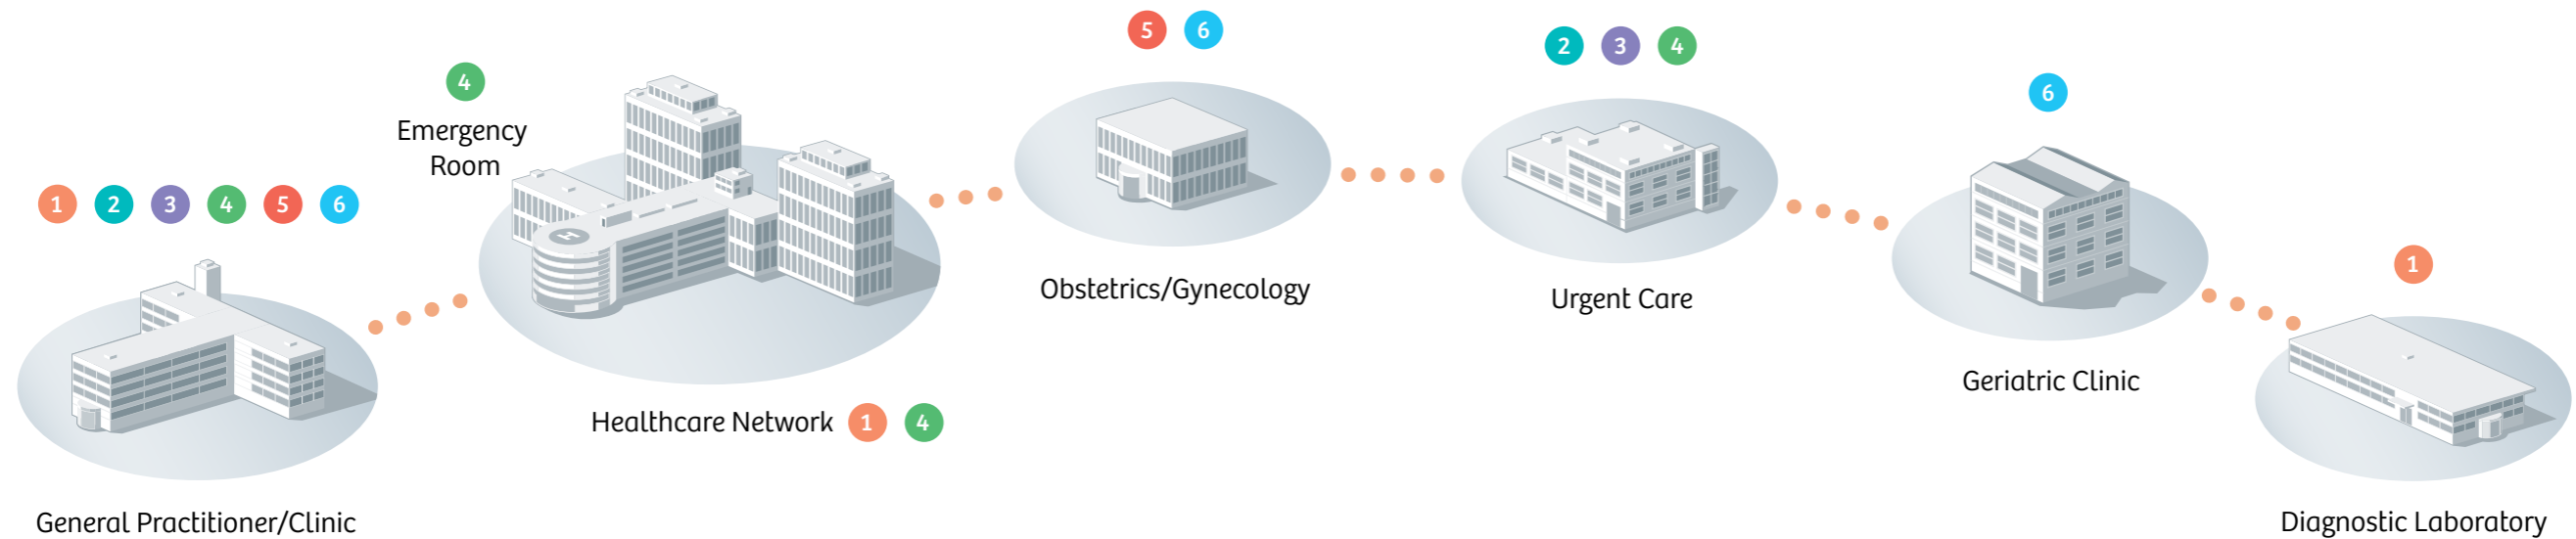 1 2 3 4 5 6
General Practitioner/Clinic
4
Emergency
Room
H
Healthcare Network 1 4
5 6
Obstetrics/Gynecology
2 3 4
Urgent Care
6
Geriatric Clinic
1
Diagnostic Laboratory